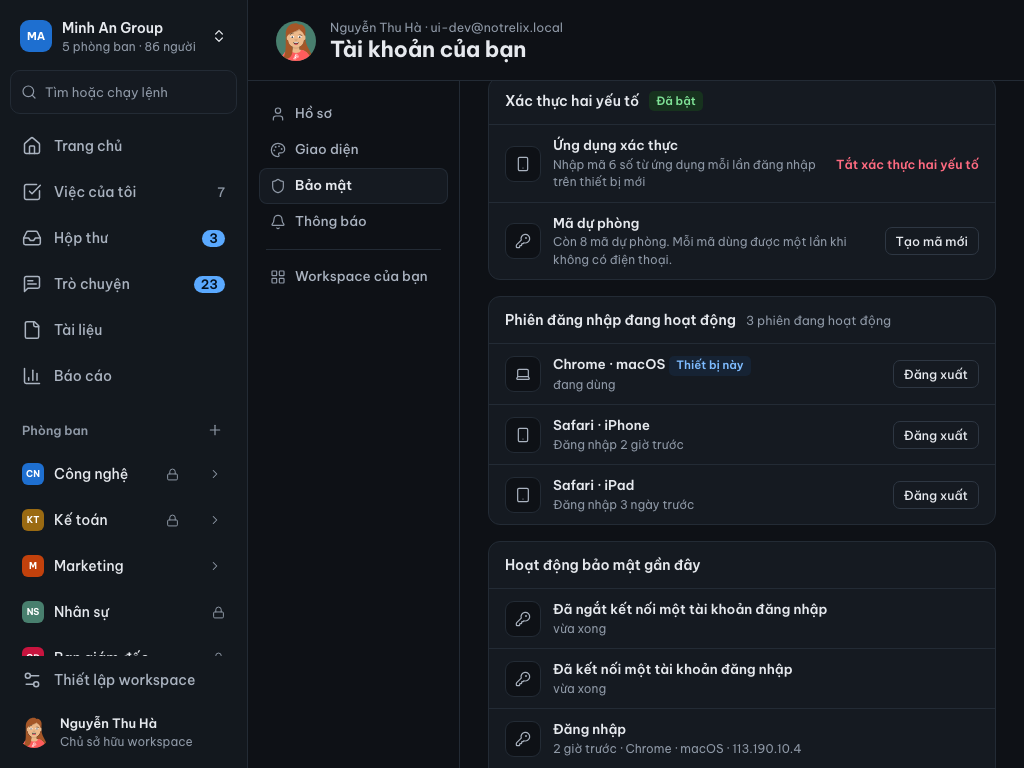 MA
Minh An Group
5 phòng ban · 86 người
Tìm hoặc chạy lệnh
Trang chủ
Việc của tôi
7
Hộp thư
3
Trò chuyện
23
Tài liệu
Báo cáo
Phòng ban
CN
Công nghệ
KT
Kế toán
M
Marketing
NS
Nhân sự
Thiết lập workspace
Nguyễn Thu Hà
Chủ sở hữu workspace
Nguyễn Thu Hà · ui-dev@notrelix.local
Tài khoản của bạn
Hồ sơ
Giao diện
Bảo mật
Thông báo
Workspace của bạn
Xác thực hai yếu tố
Đã bật
Ứng dụng xác thực
Nhập mã 6 số từ ứng dụng mỗi lần đăng nhập
trên thiết bị mới
Tắt xác thực hai yếu tố
Mã dự phòng
Còn 8 mã dự phòng. Mỗi mã dùng được một lần khi
không có điện thoại.
Tạo mã mới
Phiên đăng nhập đang hoạt động
3 phiên đang hoạt động
Chrome · macOS
Thiết bị này
đang dùng
Đăng xuất
Safari · iPhone
Đăng nhập 2 giờ trước
Đăng xuất
Safari · iPad
Đăng nhập 3 ngày trước
Đăng xuất
Hoạt động bảo mật gần đây
Đã ngắt kết nối một tài khoản đăng nhập
vừa xong
Đã kết nối một tài khoản đăng nhập
vừa xong
Đăng nhập
2 giờ trước · Chrome · macOS · 113.190.10.4